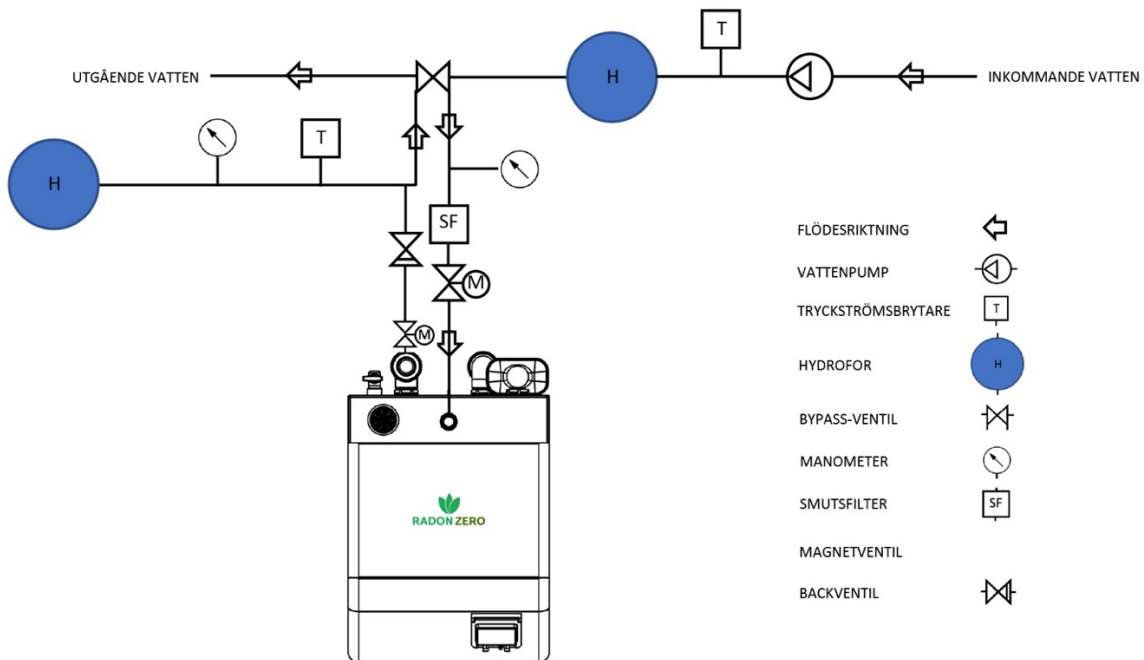 T
UTGÅENDE VATTEN
H
INKOMMANDE VATTEN
T
H
SF
M
M
RADON ZERO
FLÖDESRIKTNING
VATTENPUMP
TRYCKSTRÖMSBRYTARE T
HYDROFOR H
BYPASS-VENTIL
MANOMETER
SMUTSFILTER SF
MAGNETVENTIL
BACKVENTIL